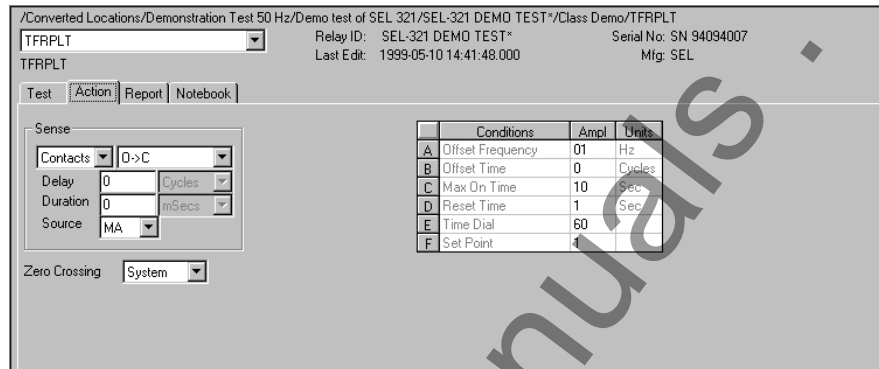 /Converted Locations/Demonstration Test 50 Hz/Demo test of SEL 321/SEL-321 DEMO TEST*/Class Demo/TFRPLT
TFRPLT Relay ID: SEL-321 DEMO TEST* Serial No: SN 94094007
Last Edit: 1999-05-10 14:41:48.000 Mfg: SEL
TFRPLT
Test Action Report Notebook
Sense
Contacts O->C
Delay 0 Cycles
Duration 0 mSecs
Source MA
Zero Crossing System
Conditions Ampl Units
A Offset Frequency 01 Hz
B Offset Time 0 Cycles
C Max On Time 10 Sec
D Reset Time 1 Sec
E Time Dial 60
F Set Point 1
nuals .